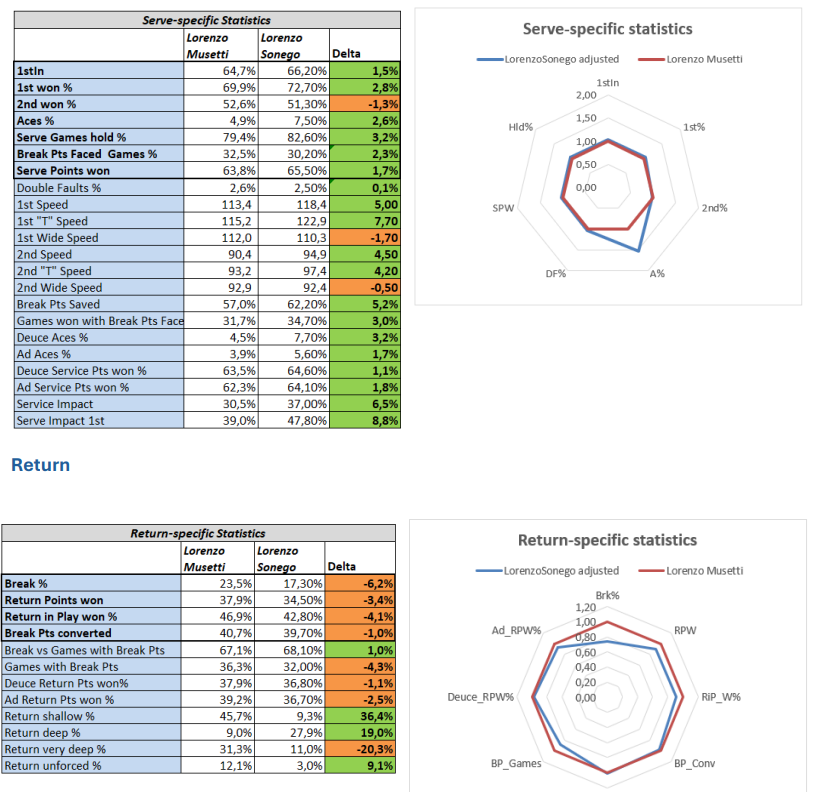 Serve-specific Statistics
Lorenzo Musetti Lorenzo Sonego Delta
1stIn 64,7% 66,20% 1,5%
1st won % 69,9% 72,70% 2,8%
2nd won % 52,6% 51,30% -1,3%
Aces % 4,9% 7,50% 2,6%
Serve Games hold % 79,4% 82,60% 3,2%
Break Pts Faced Games % 32,5% 30,20% 2,3%
Serve Points won 63,8% 65,50% 1,7%
Double Faults % 2,6% 2,50% 0,1%
1st Speed 113,4 118,4 5,00
1st "T" Speed 115,2 122,9 7,70
1st Wide Speed 112,0 110,3 -1,70
2nd Speed 90,4 94,9 4,50
2nd "T" Speed 93,2 97,4 4,20
2nd Wide Speed 92,9 92,4 -0,50
Break Pts Saved 57,0% 62,20% 5,2%
Games won with Break Pts Face 31,7% 34,70% 3,0%
Deuce Aces % 4,5% 7,70% 3,2%
Ad Aces % 3,9% 5,60% 1,7%
Deuce Service Pts won % 63,5% 64,60% 1,1%
Ad Service Pts won % 62,3% 64,10% 1,8%
Service Impact 30,5% 37,00% 6,5%
Serve Impact 1st 39,0% 47,80% 8,8%
Serve-specific statistics
LorenzoSonego adjusted Lorenzo Musetti
1stIn
2,00
1,50
1,00
0,50
0,00
Hld% 1st%
SPW 2nd%
DF% A%
Return
Return-specific Statistics
Lorenzo Musetti Lorenzo Sonego Delta
Break % 23,5% 17,30% -6,2%
Return Points won 37,9% 34,50% -3,4%
Return in Play won % 46,9% 42,80% -4,1%
Break Pts converted 40,7% 39,70% -1,0%
Break vs Games with Break Pts 67,1% 68,10% 1,0%
Games with Break Pts 36,3% 32,00% -4,3%
Deuce Return Pts won% 37,9% 36,80% -1,1%
Ad Return Pts won % 39,2% 36,70% -2,5%
Return shallow % 45,7% 9,3% 36,4%
Return deep % 9,0% 27,9% 19,0%
Return very deep % 31,3% 11,0% -20,3%
Return unforced % 12,1% 3,0% 9,1%
Return-specific statistics
LorenzoSonego adjusted Lorenzo Musetti
Brk%
1,20
1,00
0,80
0,60
0,40
0,20
0,00
Ad_RPW% RPW
Deuce_RPW% RiP_W%
BP_Games BP_Conv